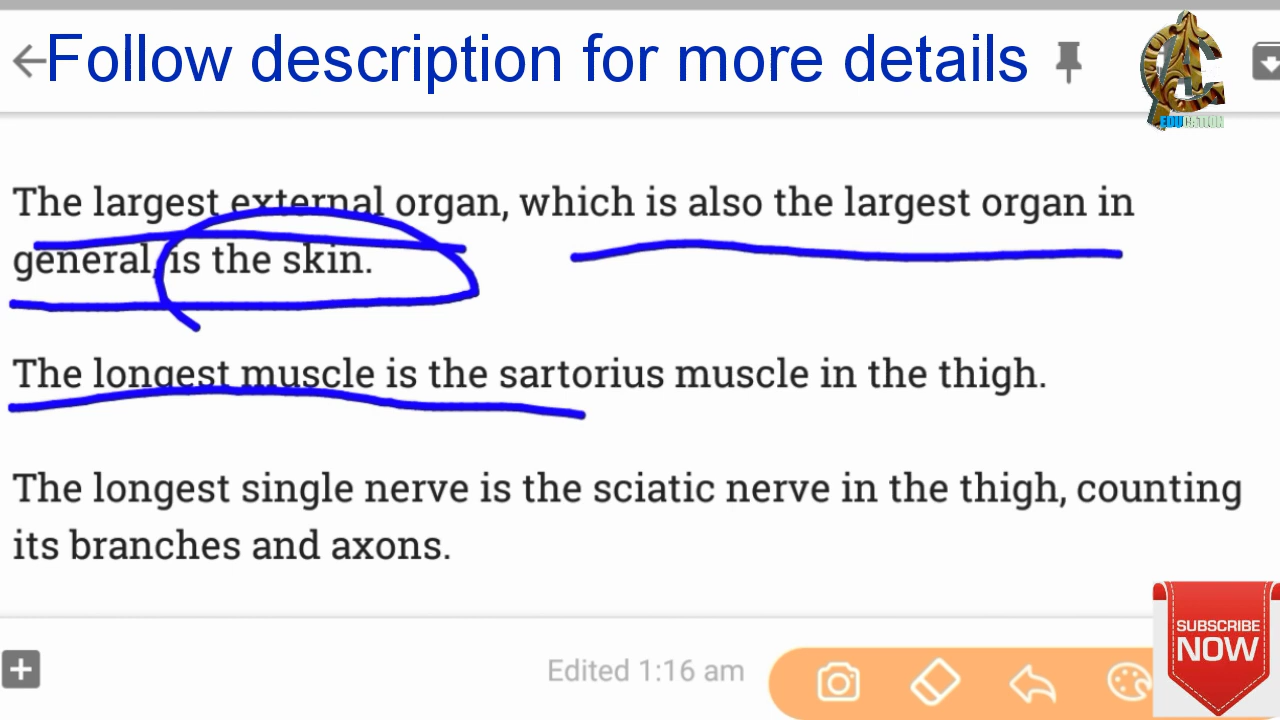 Follow description for more details
EDUCATION
The largest external organ, which is also the largest organ in
general, is the skin.
The longest muscle is the sartorius muscle in the thigh.
The longest single nerve is the sciatic nerve in the thigh, counting
its branches and axons.
Edited 1:16 am
SUBSCRIBE
NOW